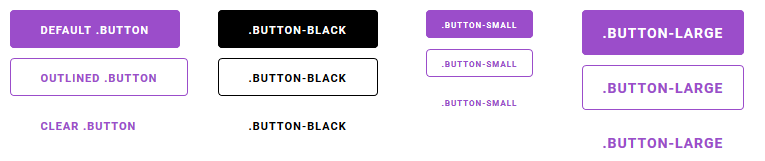 DEFAULT .BUTTON
OUTLINED .BUTTON
CLEAR .BUTTON
.BUTTON-BLACK
.BUTTON-BLACK
.BUTTON-BLACK
.BUTTON-SMALL
.BUTTON-SMALL
.BUTTON-SMALL
.BUTTON-LARGE
.BUTTON-LARGE
.BUTTON-LARGE